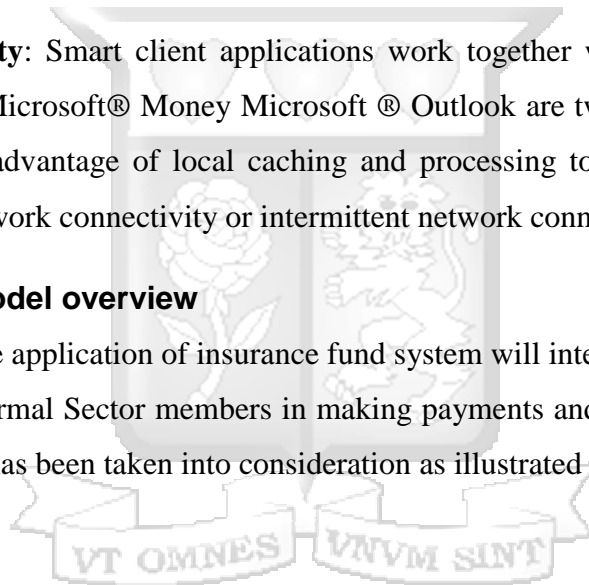 ty: Smart client applications work together w
Microsoft® Money Microsoft ® Outlook are tw
advantage of local caching and processing to
work connectivity or intermittent network conn
odel overview
e application of insurance fund system will inte
rmal Sector members in making payments and
as been taken into consideration as illustrated
VT OMNES VNVM SINT